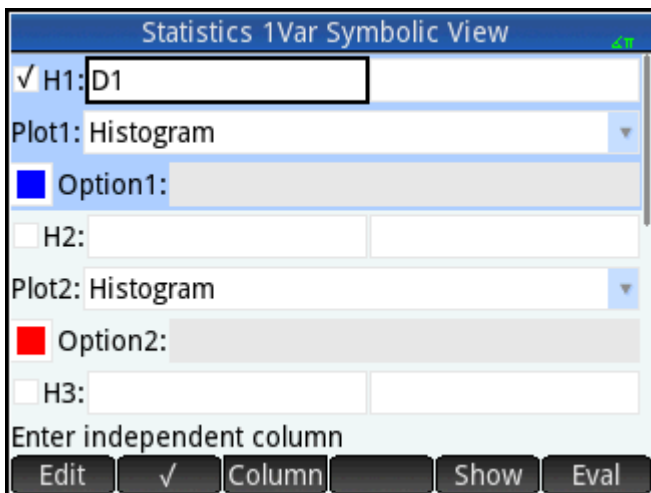 Statistics 1Var Symbolic View
∠π
✓ H1: D1
Plot1: Histogram
Option1:
H2:
Plot2: Histogram
Option2:
H3:
Enter independent column
Edit √ Column Show Eval